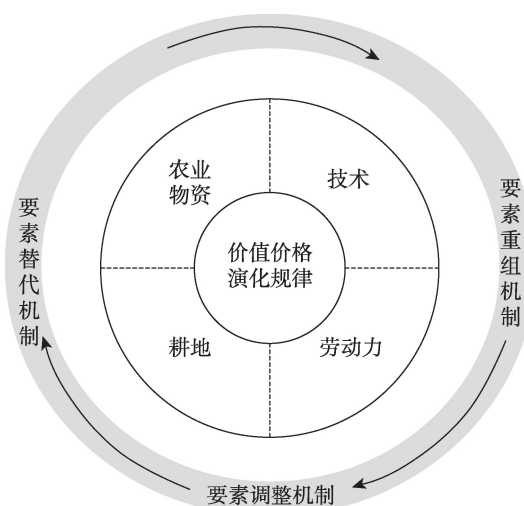 农业
物资
技术
要素替代机制
价值价格
演化规律
要素重组机制
耕地
劳动力
要素调整机制